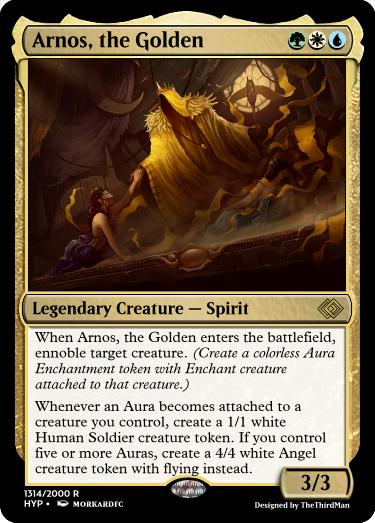 Arnos, the Golden
Legendary Creature — Spirit
When Arnos, the Golden enters the battlefield,
ennoble target creature. (Create a colorless Aura
Enchantment token with Enchant creature
attached to that creature.)
Whenever an Aura becomes attached to a
creature you control, create a 1/1 white
Human Soldier creature token. If you control
five or more Auras, create a 4/4 white Angel
creature token with flying instead.
3/3
1314/2000 R
HYP • MORKARDFC
Designed by TheThirdMan